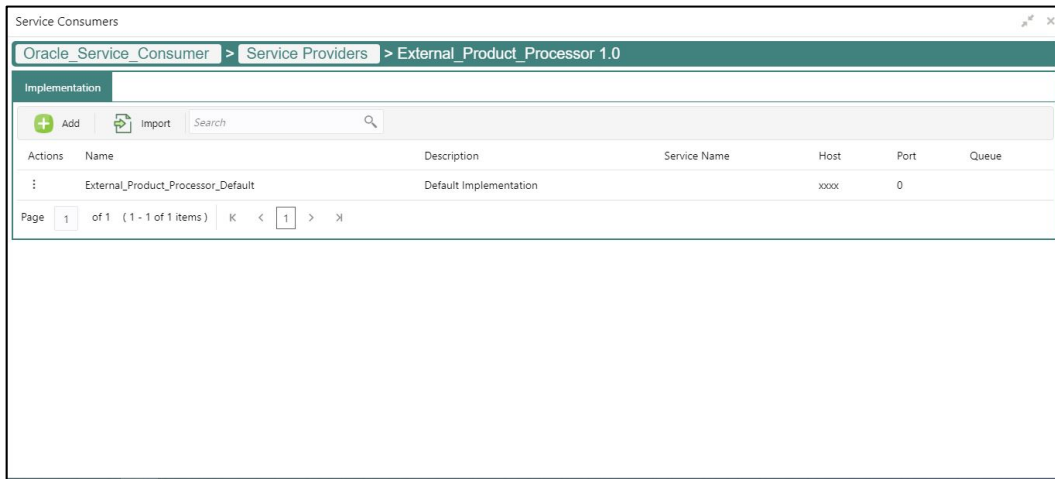 Service Consumers
Oracle_Service_Consumer > Service Providers > External_Product_Processor 1.0
Implementation
Add Import Search
Actions Name Description Service Name Host Port Queue
External_Product_Processor_Default Default Implementation xxxx 0
Page 1 of 1 (1 - 1 of 1 items) K < 1 > >|